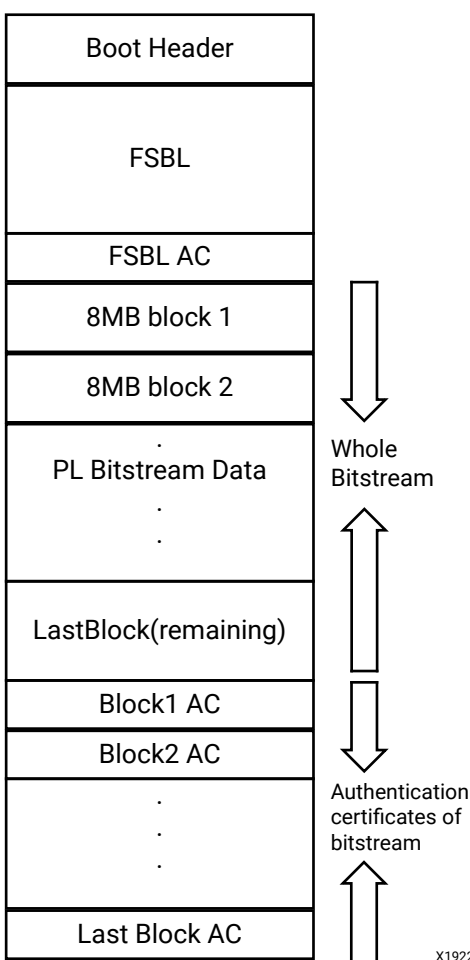 Boot Header
FSBL
FSBL AC
8MB block 1
8MB block 2
.
PL Bitstream Data
.
.
LastBlock(remaining)
Block1 AC
Block2 AC
.
.
.
Last Block AC
Whole
Bitstream
Authentication
certificates of
bitstream